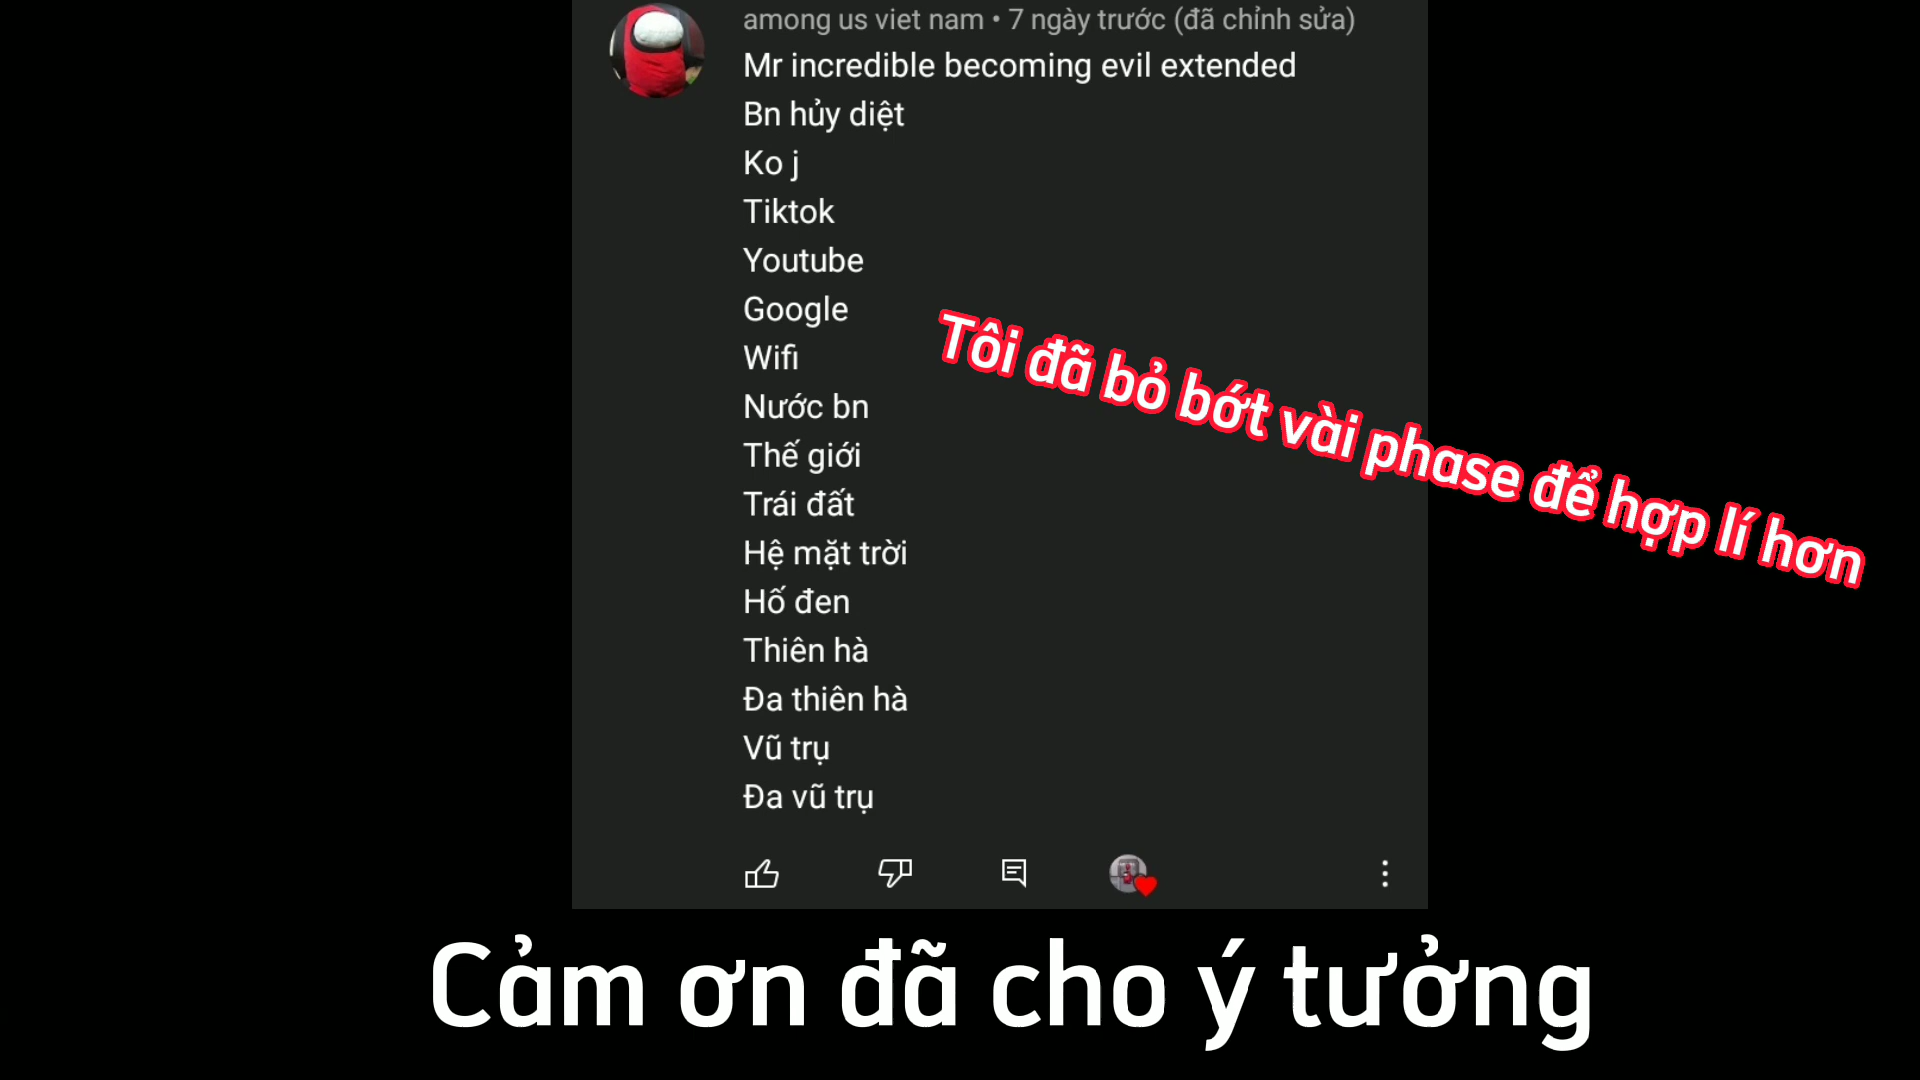 among us viet nam • 7 ngày trước (đã chỉnh sửa)
Mr incredible becoming evil extended
Bn hủy diệt
Ko j
Tiktok
Youtube
Google
Wifi
Nước bn
Thế giới
Trái đất
Hệ mặt trời
Hố đen
Thiên hà
Đa thiên hà
Vũ trụ
Đa vũ trụ
Tôi đã bỏ bớt vài phase để hợp lí hơn
Cảm ơn đã cho ý tưởng